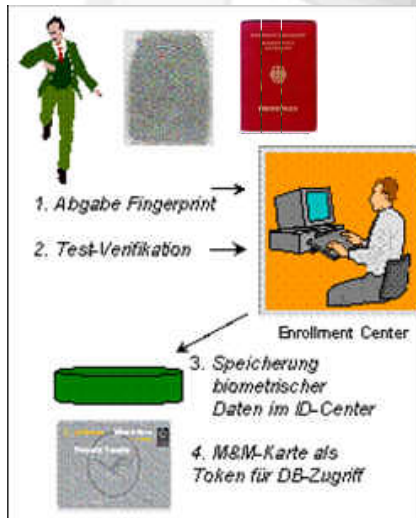 1. Abgabe Fingerprint
2. Test-Verifikation
Enrollment Center
3. Speicherung
biometrischer
Daten im ID-Center
4. M&M-Karte als
Token für DB-Zugriff